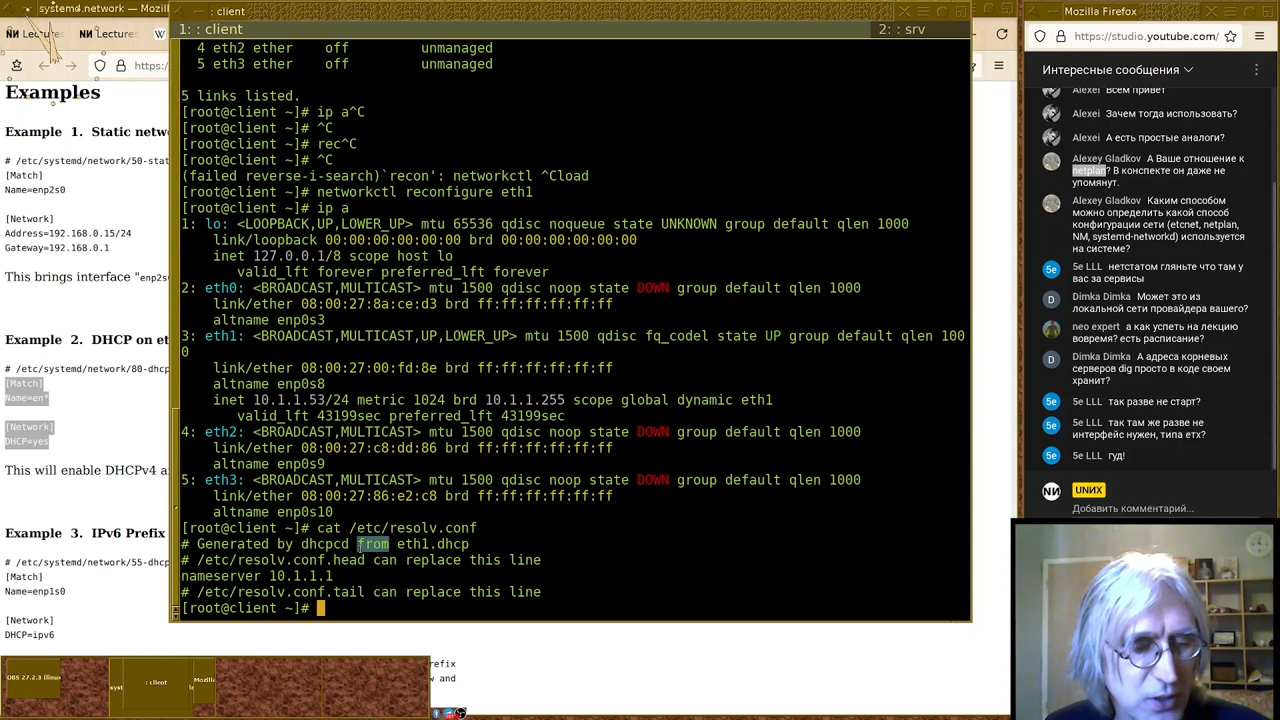 systemd.network — Mozill
Lectures
Lectures
W
https:
Examples
Example 1. Static netw
# /etc/systemd/network/50-stat
[Match]
Name=enp2s0
[Network]
Address=192.168.0.15/24
Gateway=192.168.0.1
This brings interface "enp2s
Example 2. DHCP on et
# /etc/systemd/network/80-dhcp
[Match]
Name=en*
[Network]
DHCP=yes
This will enable DHCPv4 a
Example 3. IPv6 Prefix
# /etc/systemd/network/55-dhcp
[Match]
Name=enp1s0
[Network]
DHCP=ipv6
refix
w and
: client
1: : client
2: : srv
4 eth2 ether off unmanaged
5 eth3 ether off unmanaged
5 links listed.
[root@client ~]# ip a^C
[root@client ~]# ^C
[root@client ~]# rec^C
[root@client ~]# ^C
(failed reverse-i-search)`recon': networkctl ^Cload
[root@client ~]# networkctl reconfigure eth1
[root@client ~]# ip a
1: lo: <LOOPBACK,UP,LOWER_UP> mtu 65536 qdisc noqueue state UNKNOWN group default qlen 1000
link/loopback 00:00:00:00:00:00 brd 00:00:00:00:00:00
inet 127.0.0.1/8 scope host lo
valid_lft forever preferred_lft forever
2: eth0: <BROADCAST,MULTICAST> mtu 1500 qdisc noop state DOWN group default qlen 1000
link/ether 08:00:27:8a:ce:d3 brd ff:ff:ff:ff:ff:ff
altname enp0s3
3: eth1: <BROADCAST,MULTICAST,UP,LOWER_UP> mtu 1500 qdisc fq_codel state UP group default qlen 100
0
link/ether 08:00:27:00:fd:8e brd ff:ff:ff:ff:ff:ff
altname enp0s8
inet 10.1.1.53/24 metric 1024 brd 10.1.1.255 scope global dynamic eth1
valid_lft 43199sec preferred_lft 43199sec
4: eth2: <BROADCAST,MULTICAST> mtu 1500 qdisc noop state DOWN group default qlen 1000
link/ether 08:00:27:c8:dd:86 brd ff:ff:ff:ff:ff:ff
altname enp0s9
5: eth3: <BROADCAST,MULTICAST> mtu 1500 qdisc noop state DOWN group default qlen 1000
link/ether 08:00:27:86:e2:c8 brd ff:ff:ff:ff:ff:ff
altname enp0s10
[root@client ~]# cat /etc/resolv.conf
# Generated by dhcpcd from eth1.dhcp
# /etc/resolv.conf.head can replace this line
nameserver 10.1.1.1
# /etc/resolv.conf.tail can replace this line
[root@client ~]#
Mozilla Firefox
https://studio.youtube.com/
Интересные сообщения
Alexei Всем привет
Alexei Зачем тогда использовать?
Alexei А есть простые аналоги?
Alexey Gladkov А Ваше отношение к
netplan? В конспекте он даже не
упомянут.
Alexey Gladkov Каким способом
можно определить какой способ
конфигурации сети (etcnet, netplan,
NM, systemd-networkd) используется
на системе?
5e 5e LLL нетстатом гляньте что там у
вас за сервисы
D Dimka Dimka Может это из
локальной сети провайдера вашего?
neo expert а как успеть на лекцию
вовремя? есть расписание?
D Dimka Dimka А адреса корневых
серверов dig просто в коде своем
хранит?
5e 5e LLL так разве не старт?
5e 5e LLL так там же разве не
интерфейс нужен, типа етх?
5e 5e LLL гуд!
UNИX
Добавить комментарий...
OBS 27.2.3 (linux
syst
: client
Mozill